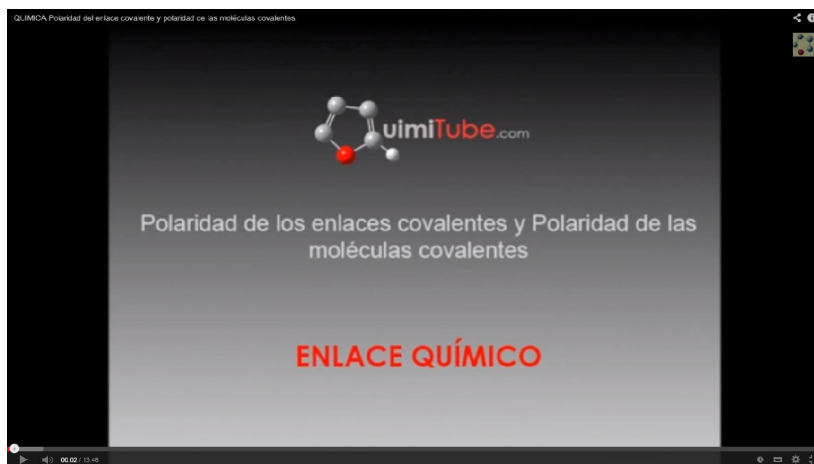 QUIMICA Polaridad del enlace covalente y polaridad de las moléculas covalentes
uimiTube.com
Polaridad de los enlaces covalentes y Polaridad de las
moléculas covalentes
ENLACE QUÍMICO
00:02 / 13:48